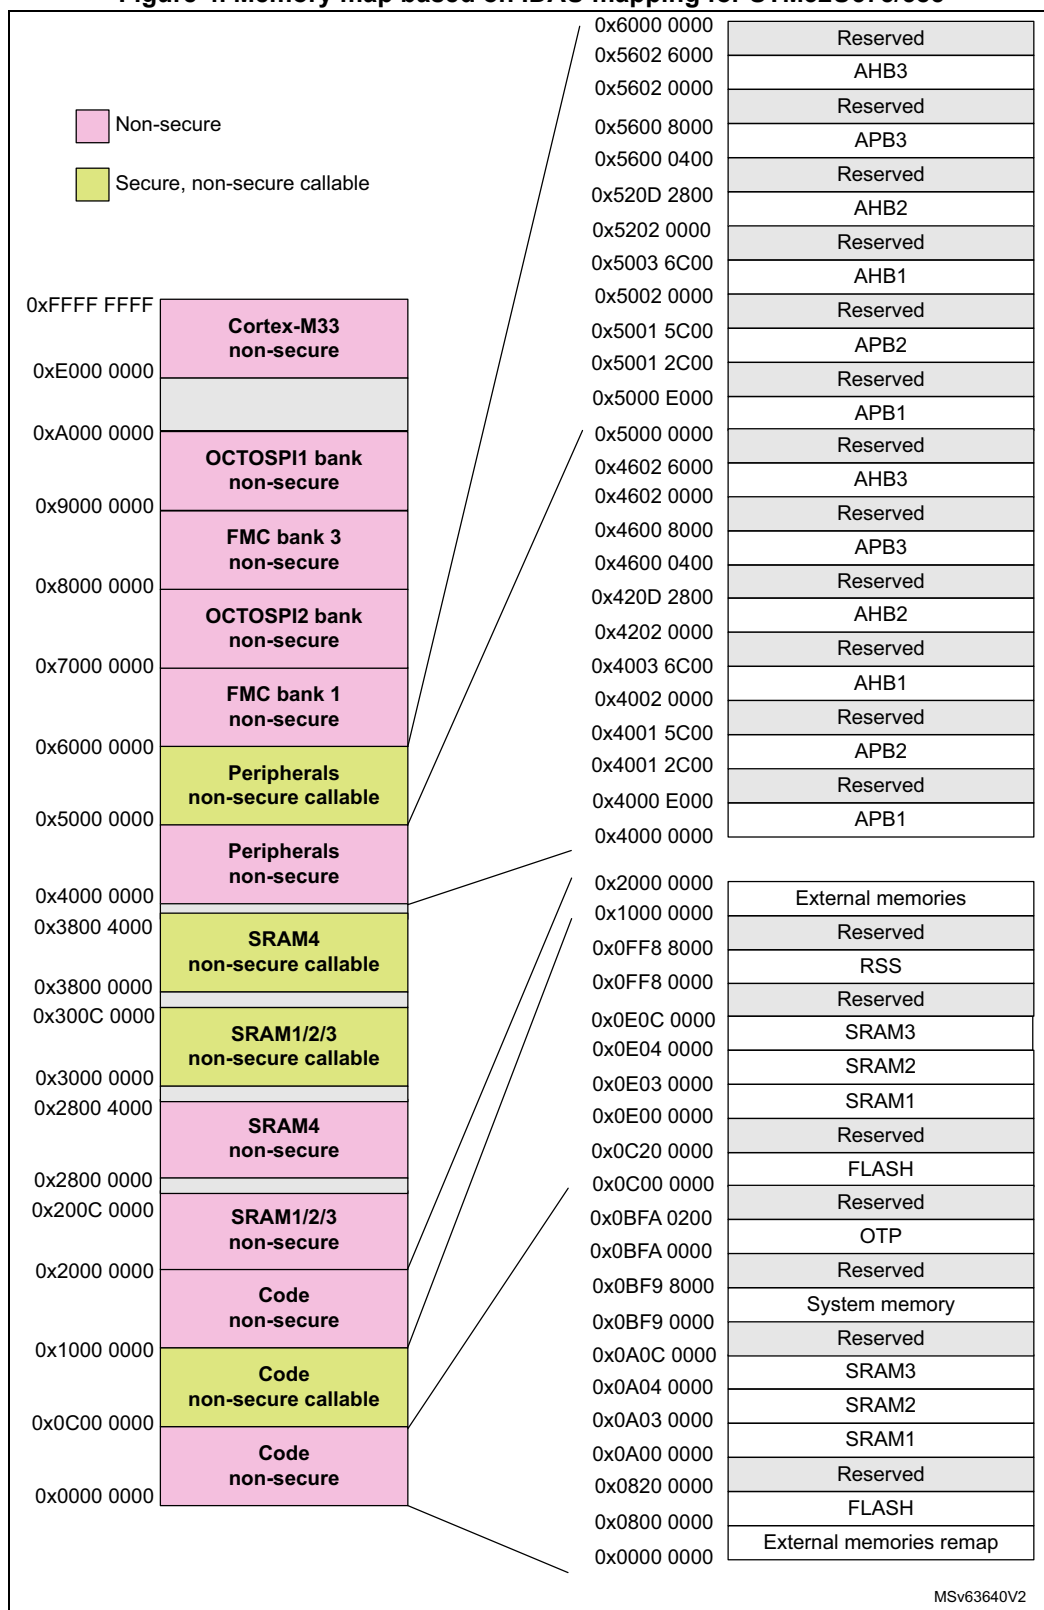 Figure 4. Memory map based on IDAU mapping for STM32U575/585
Non-secure
Secure, non-secure callable
0xFFFF FFFF
Cortex-M33
non-secure
0xE000 0000
0xA000 0000
OCTOSPI1 bank
non-secure
0x9000 0000
FMC bank 3
non-secure
0x8000 0000
OCTOSPI2 bank
non-secure
0x7000 0000
FMC bank 1
non-secure
0x6000 0000
Peripherals
non-secure callable
0x5000 0000
Peripherals
non-secure
0x4000 0000
0x3800 4000
SRAM4
non-secure callable
0x3800 0000
0x300C 0000
SRAM1/2/3
non-secure callable
0x3000 0000
0x2800 4000
SRAM4
non-secure
0x2800 0000
0x200C 0000
SRAM1/2/3
non-secure
0x2000 0000
Code
non-secure
0x1000 0000
Code
non-secure callable
0x0C00 0000
Code
non-secure
0x0000 0000
0x6000 0000
Reserved
0x5602 6000
AHB3
0x5602 0000
Reserved
0x5600 8000
APB3
0x5600 0400
Reserved
0x520D 2800
AHB2
0x5202 0000
Reserved
0x5003 6C00
AHB1
0x5002 0000
Reserved
0x5001 5C00
APB2
0x5001 2C00
Reserved
0x5000 E000
APB1
0x5000 0000
Reserved
0x4602 6000
AHB3
0x4602 0000
Reserved
0x4600 8000
APB3
0x4600 0400
Reserved
0x420D 2800
AHB2
0x4202 0000
Reserved
0x4003 6C00
AHB1
0x4002 0000
Reserved
0x4001 5C00
APB2
0x4001 2C00
Reserved
0x4000 E000
APB1
0x4000 0000
0x2000 0000
External memories
0x1000 0000
Reserved
0x0FF8 8000
RSS
0x0FF8 0000
Reserved
0x0E0C 0000
SRAM3
0x0E04 0000
SRAM2
0x0E03 0000
SRAM1
0x0E00 0000
Reserved
0x0C20 0000
FLASH
0x0C00 0000
Reserved
0x0BFA 0200
OTP
0x0BFA 0000
Reserved
0x0BF9 8000
System memory
0x0BF9 0000
Reserved
0x0A0C 0000
SRAM3
0x0A04 0000
SRAM2
0x0A03 0000
SRAM1
0x0A00 0000
Reserved
0x0820 0000
FLASH
0x0800 0000
External memories remap
0x0000 0000
MSv63640V2